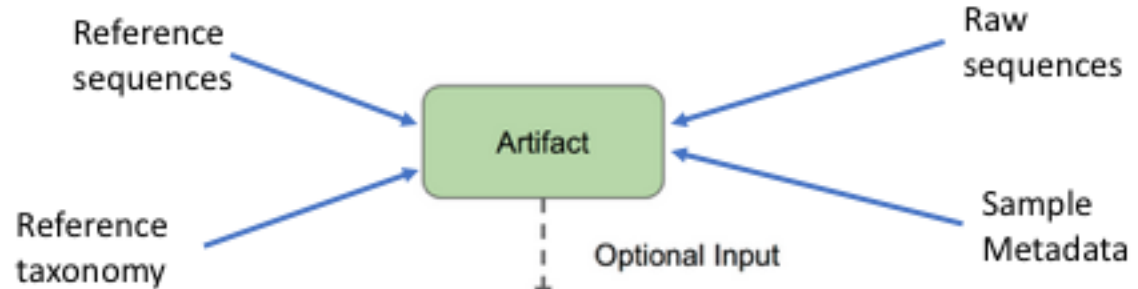 Reference
sequences
Raw
sequences
Artifact
Reference
taxonomy
Sample
Metadata
Optional Input